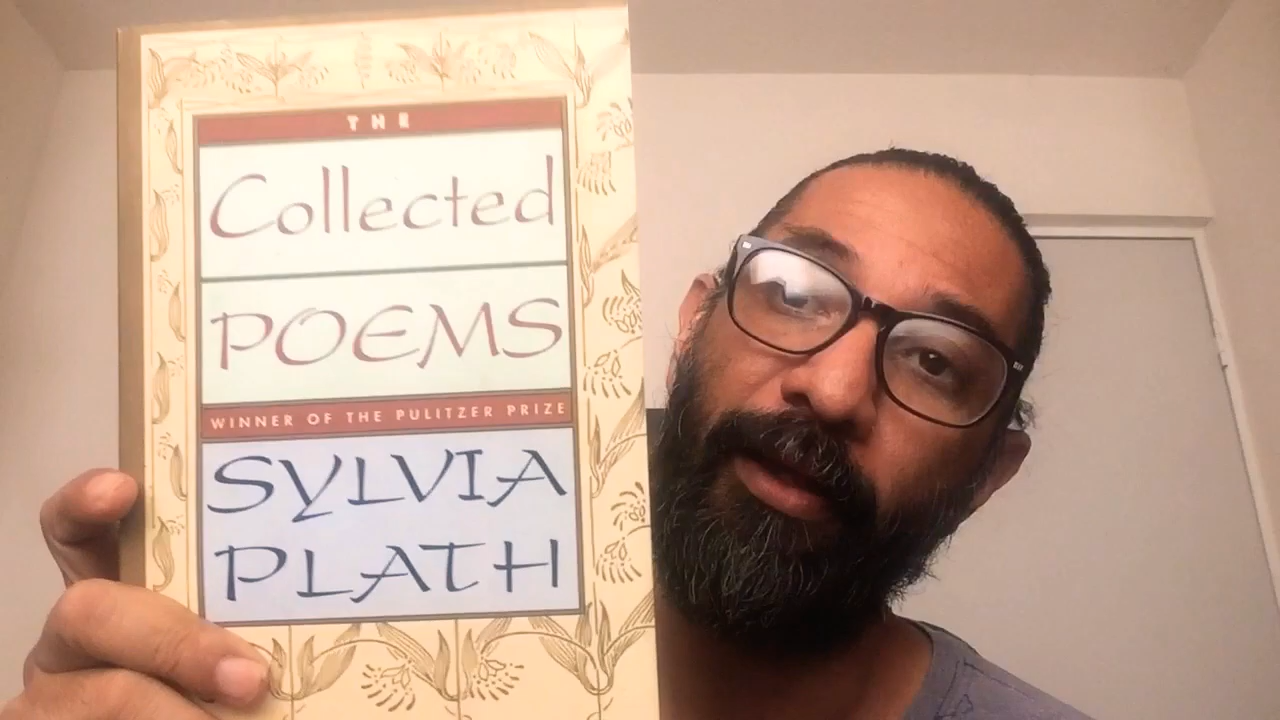 THE
Collected
POEMS
WINNER OF THE PULITZER PRIZE
SYLVIA
PLATH